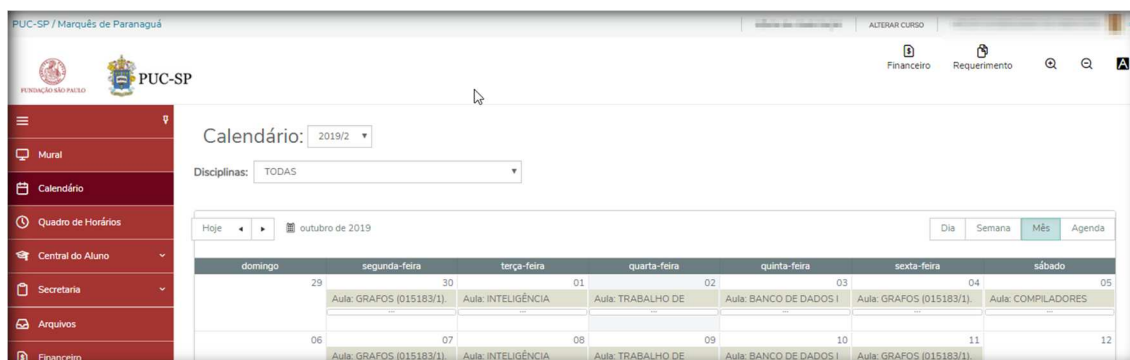 PUC-SP / Marquês de Paranaguá
ALTERAR CURSO
FUNDAÇÃO SÃO PAULO
PUC-SP
Financeiro
Requerimento
A
Mural
Calendário
Quadro de Horários
Central do Aluno
Secretaria
Arquivos
Financeiro
Calendário: 2019/2
Disciplinas: TODAS
Hoje outubro de 2019 Dia Semana Mês Agenda
domingo segunda-feira terça-feira quarta-feira quinta-feira sexta-feira sábado
29 30 01 02 03 04 05
Aula: GRAFOS (015183/1). Aula: INTELIGÊNCIA Aula: TRABALHO DE Aula: BANCO DE DADOS I Aula: GRAFOS (015183/1). Aula: COMPILADORES
06 07 08 09 10 11 12
Aula: GRAFOS (015183/1). Aula: INTELIGÊNCIA Aula: TRABALHO DE Aula: BANCO DE DADOS I Aula: GRAFOS (015183/1).